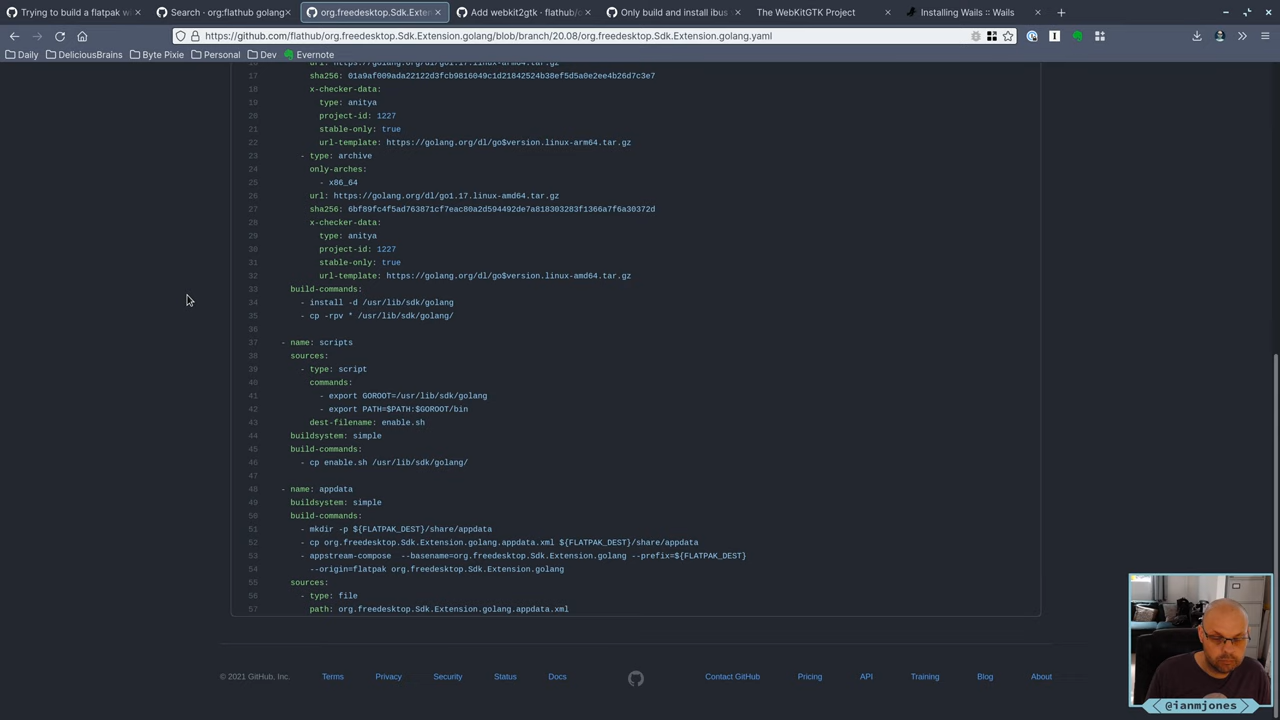 Trying to build a flatpak w
Search · org:flathub golang
org.freedesktop.Sdk.Exten
Add webkit2gtk · flathub/o
Only build and install ibus
The WebKitGTK Project
Installing Wails :: Wails
https://github.com/flathub/org.freedesktop.Sdk.Extension.golang/blob/branch/20.08/org.freedesktop.Sdk.Extension.golang.yaml
Daily
DeliciousBrains
Byte Pixie
Personal
Dev
Evernote
17 sha256: 01a9af009ada22122d3fcb9816049c1d21842524b38ef5d5a0e2ee4b26d7c3e7
18 x-checker-data:
19 type: anitya
20 project-id: 1227
21 stable-only: true
22 url-template: https://golang.org/dl/go$version.linux-arm64.tar.gz
23 - type: archive
24 only-arches:
25 - x86_64
26 url: https://golang.org/dl/go1.17.linux-amd64.tar.gz
27 sha256: 6bf89fc4f5ad763871cf7eac80a2d594492de7a818303283f1366a7f6a30372d
28 x-checker-data:
29 type: anitya
30 project-id: 1227
31 stable-only: true
32 url-template: https://golang.org/dl/go$version.linux-amd64.tar.gz
33 build-commands:
34 - install -d /usr/lib/sdk/golang
35 - cp -rpv * /usr/lib/sdk/golang/
36
37 - name: scripts
38 sources:
39 - type: script
40 commands:
41 - export GOROOT=/usr/lib/sdk/golang
42 - export PATH=$PATH:$GOROOT/bin
43 dest-filename: enable.sh
44 buildsystem: simple
45 build-commands:
46 - cp enable.sh /usr/lib/sdk/golang/
47
48 - name: appdata
49 buildsystem: simple
50 build-commands:
51 - mkdir -p ${FLATPAK_DEST}/share/appdata
52 - cp org.freedesktop.Sdk.Extension.golang.appdata.xml ${FLATPAK_DEST}/share/appdata
53 - appstream-compose --basename=org.freedesktop.Sdk.Extension.golang --prefix=${FLATPAK_DEST}
54 --origin=flatpak org.freedesktop.Sdk.Extension.golang
55 sources:
56 - type: file
57 path: org.freedesktop.Sdk.Extension.golang.appdata.xml
© 2021 GitHub, Inc.
Terms
Privacy
Security
Status
Docs
Contact GitHub
Pricing
API
Training
Blog
About
@ianmjones